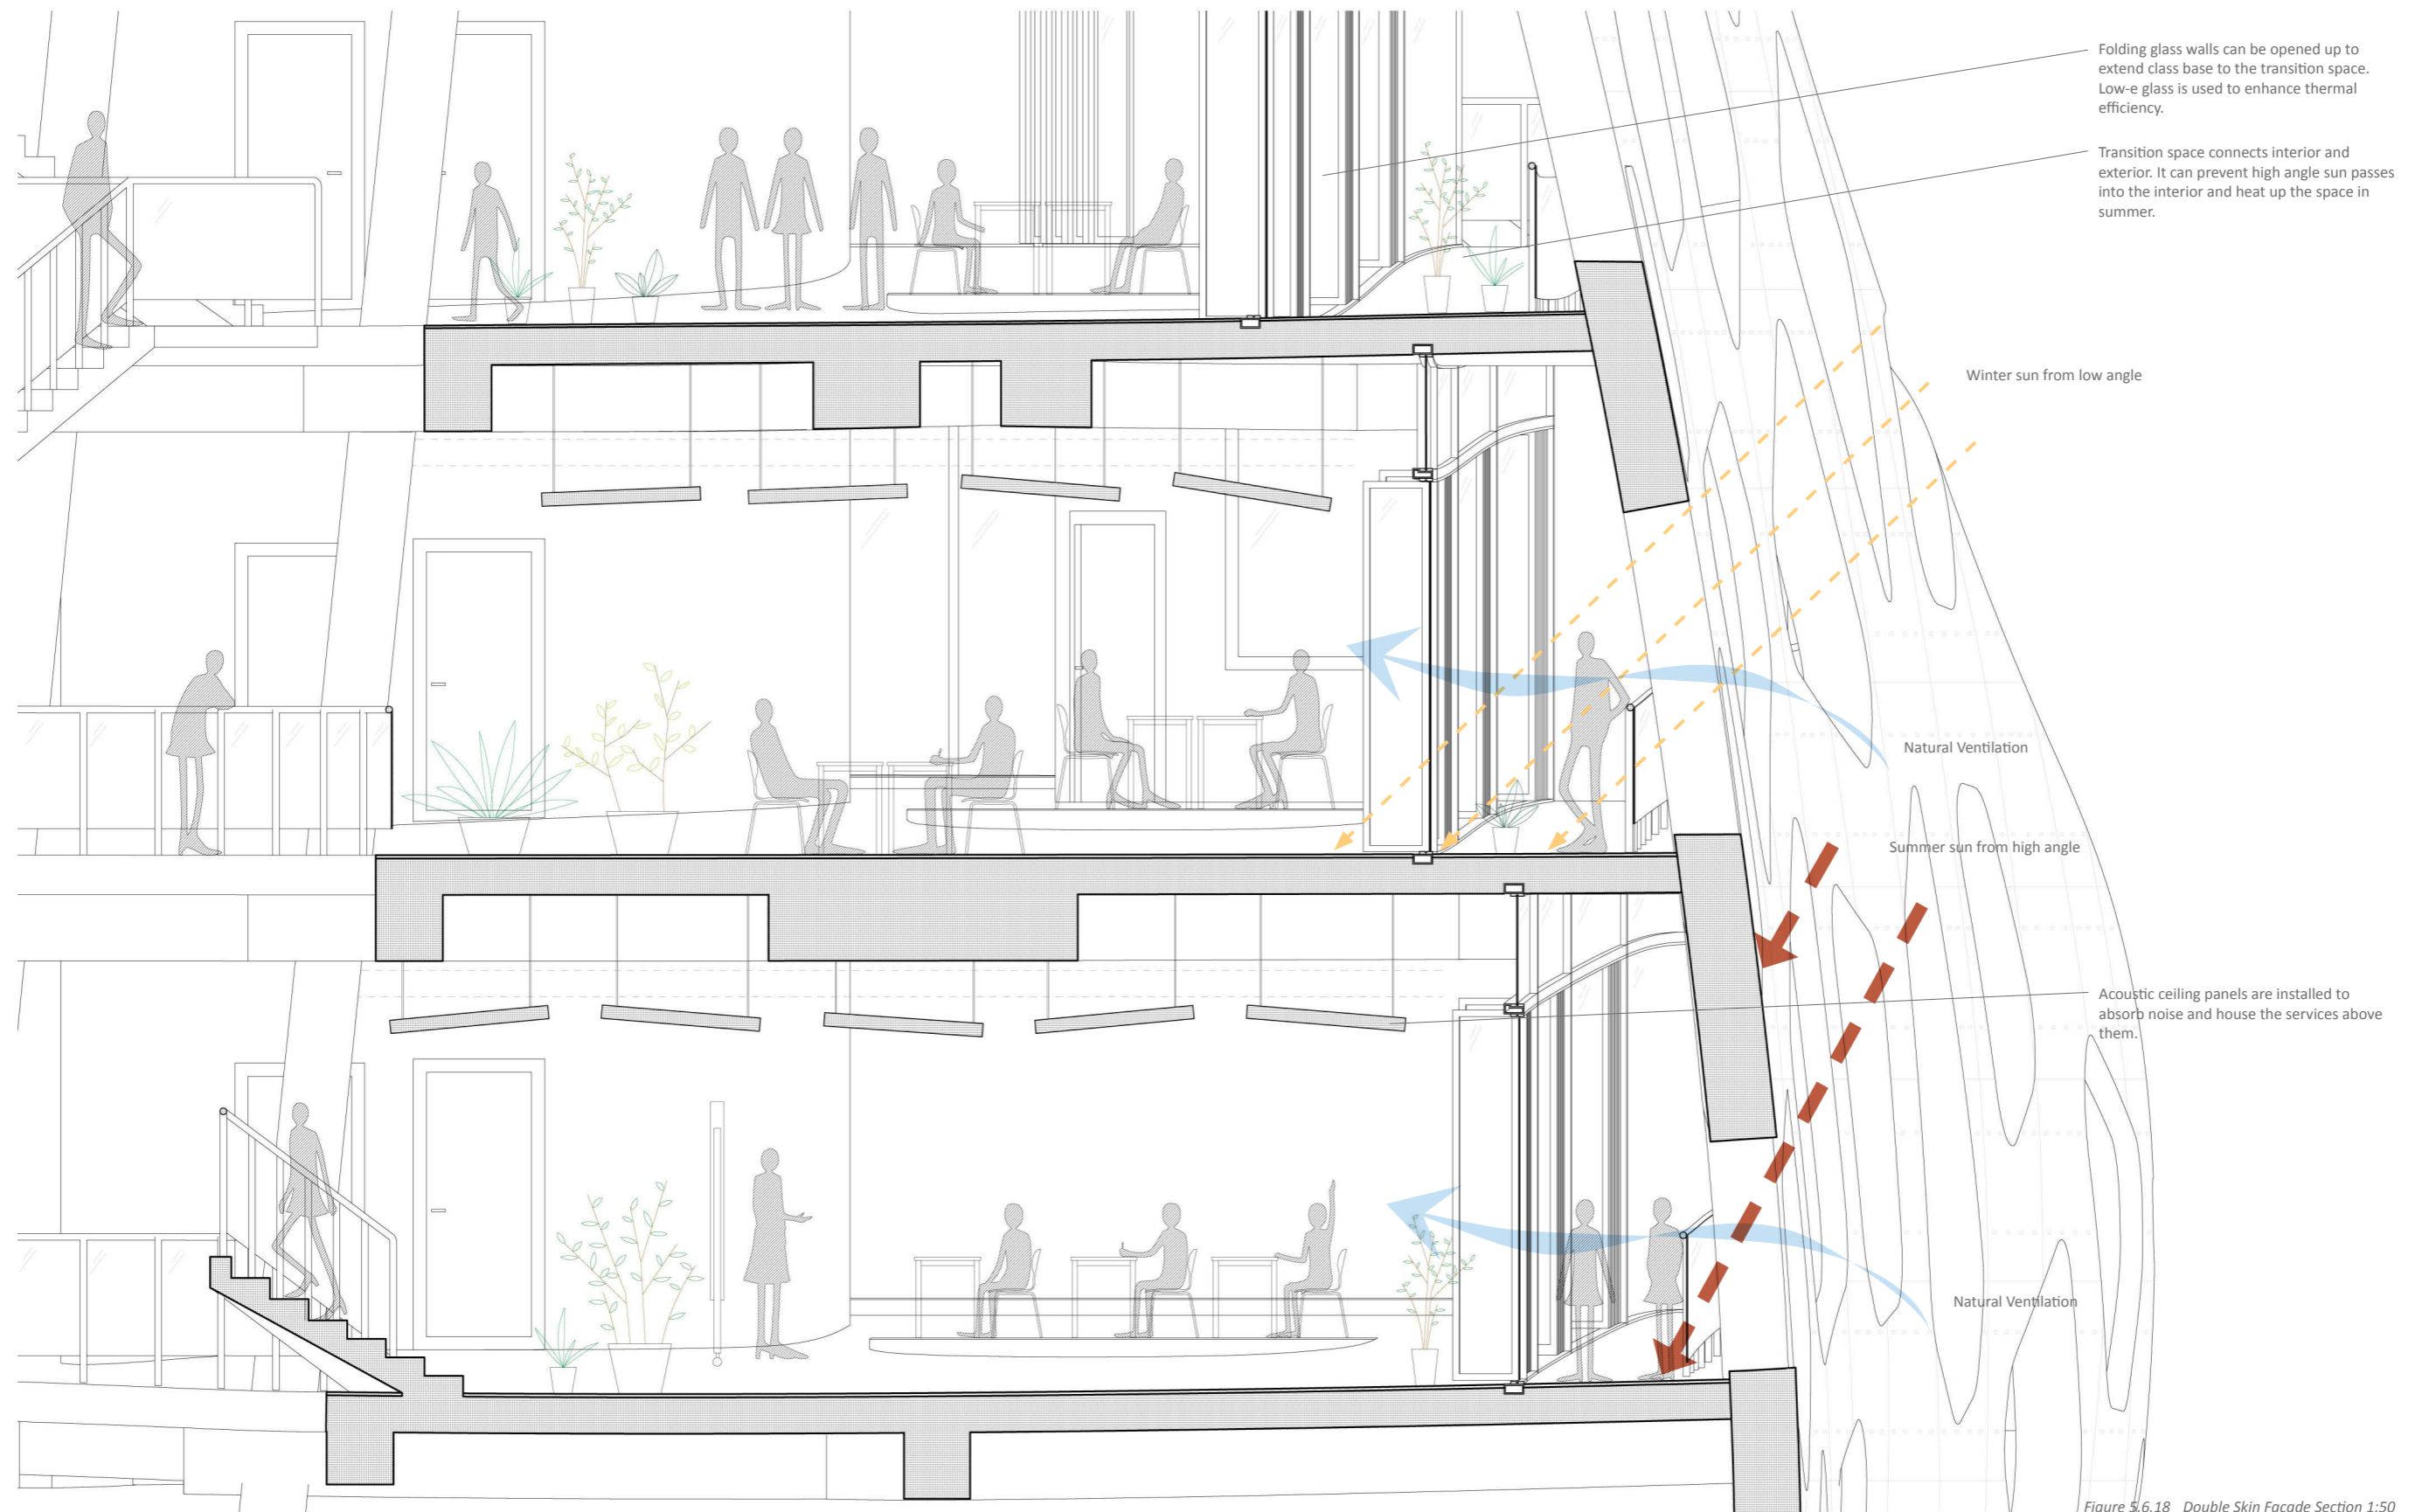 Folding glass walls can be opened up to
extend class base to the transition space.
Low-e glass is used to enhance thermal
efficiency.
Transition space connects interior and
exterior. It can prevent high angle sun passes
into the interior and heat up the space in
summer.
Winter sun from low angle
Natural Ventilation
Summer sun from high angle
Acoustic ceiling panels are installed to
absorb noise and house the services above
them.
Natural Ventilation
Figure 5.6.18 Double Skin Facade Section 1:50